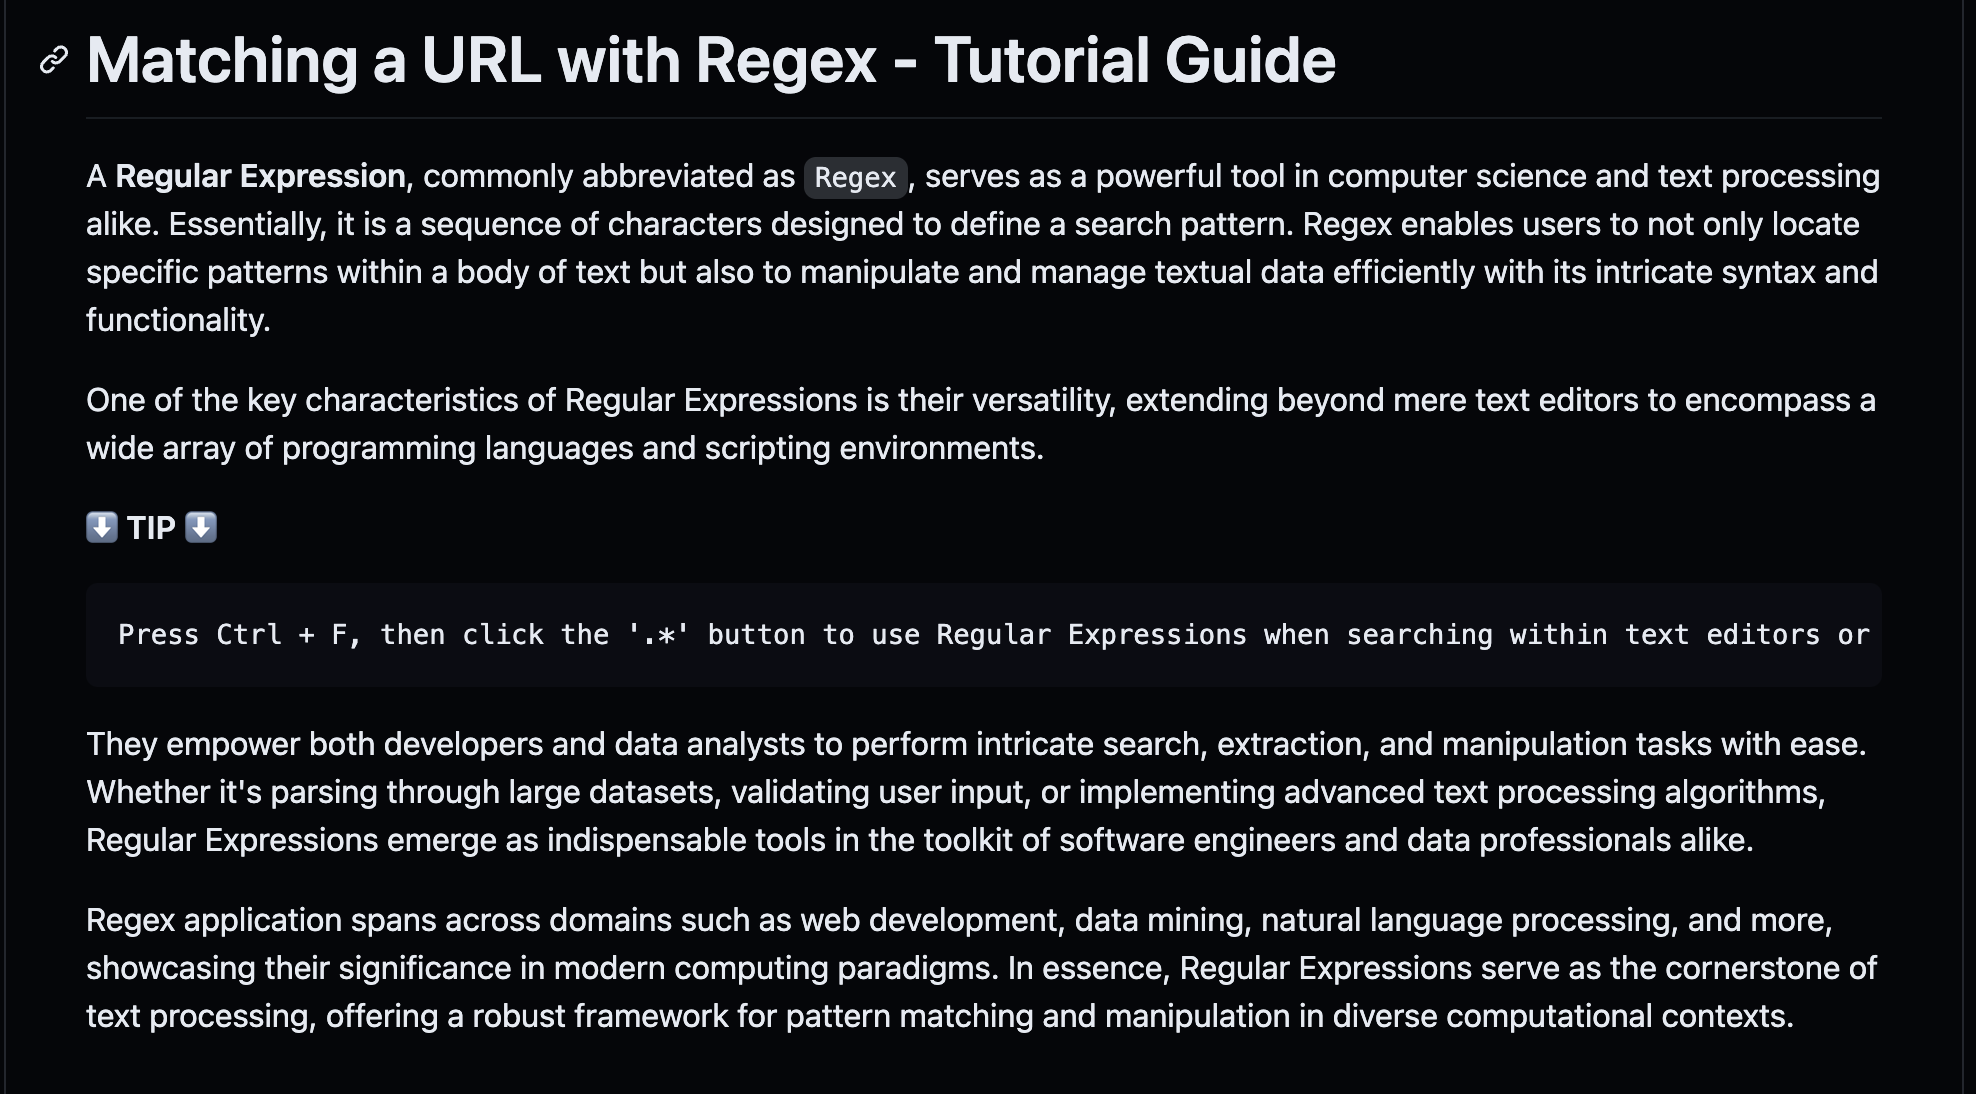 Matching a URL with Regex - Tutorial Guide
A Regular Expression, commonly abbreviated as Regex, serves as a powerful tool in computer science and text processing
alike. Essentially, it is a sequence of characters designed to define a search pattern. Regex enables users to not only locate
specific patterns within a body of text but also to manipulate and manage textual data efficiently with its intricate syntax and
functionality.
One of the key characteristics of Regular Expressions is their versatility, extending beyond mere text editors to encompass a
wide array of programming languages and scripting environments.
⬇️ TIP ⬇️
Press Ctrl + F, then click the '.*' button to use Regular Expressions when searching within text editors or
They empower both developers and data analysts to perform intricate search, extraction, and manipulation tasks with ease.
Whether it's parsing through large datasets, validating user input, or implementing advanced text processing algorithms,
Regular Expressions emerge as indispensable tools in the toolkit of software engineers and data professionals alike.
Regex application spans across domains such as web development, data mining, natural language processing, and more,
showcasing their significance in modern computing paradigms. In essence, Regular Expressions serve as the cornerstone of
text processing, offering a robust framework for pattern matching and manipulation in diverse computational contexts.